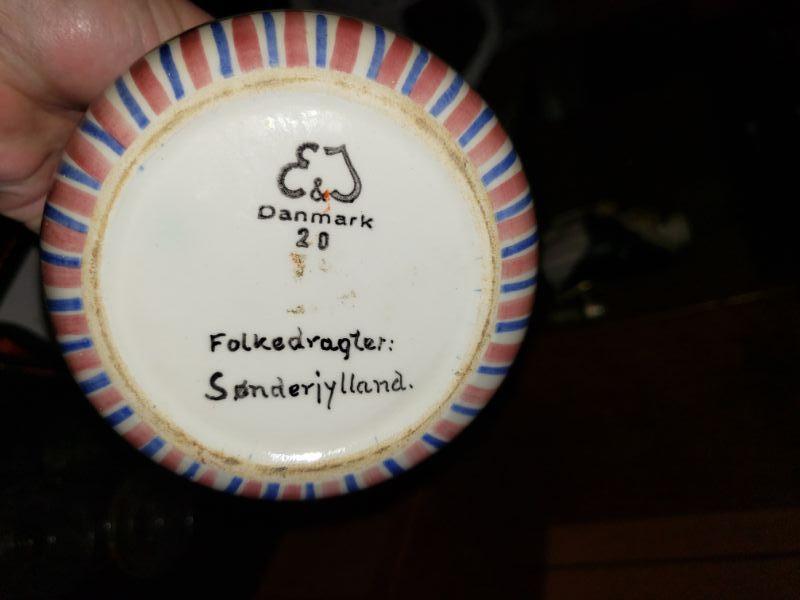 E&J
Danmark
20
Folkedragter:
Sønderjylland.